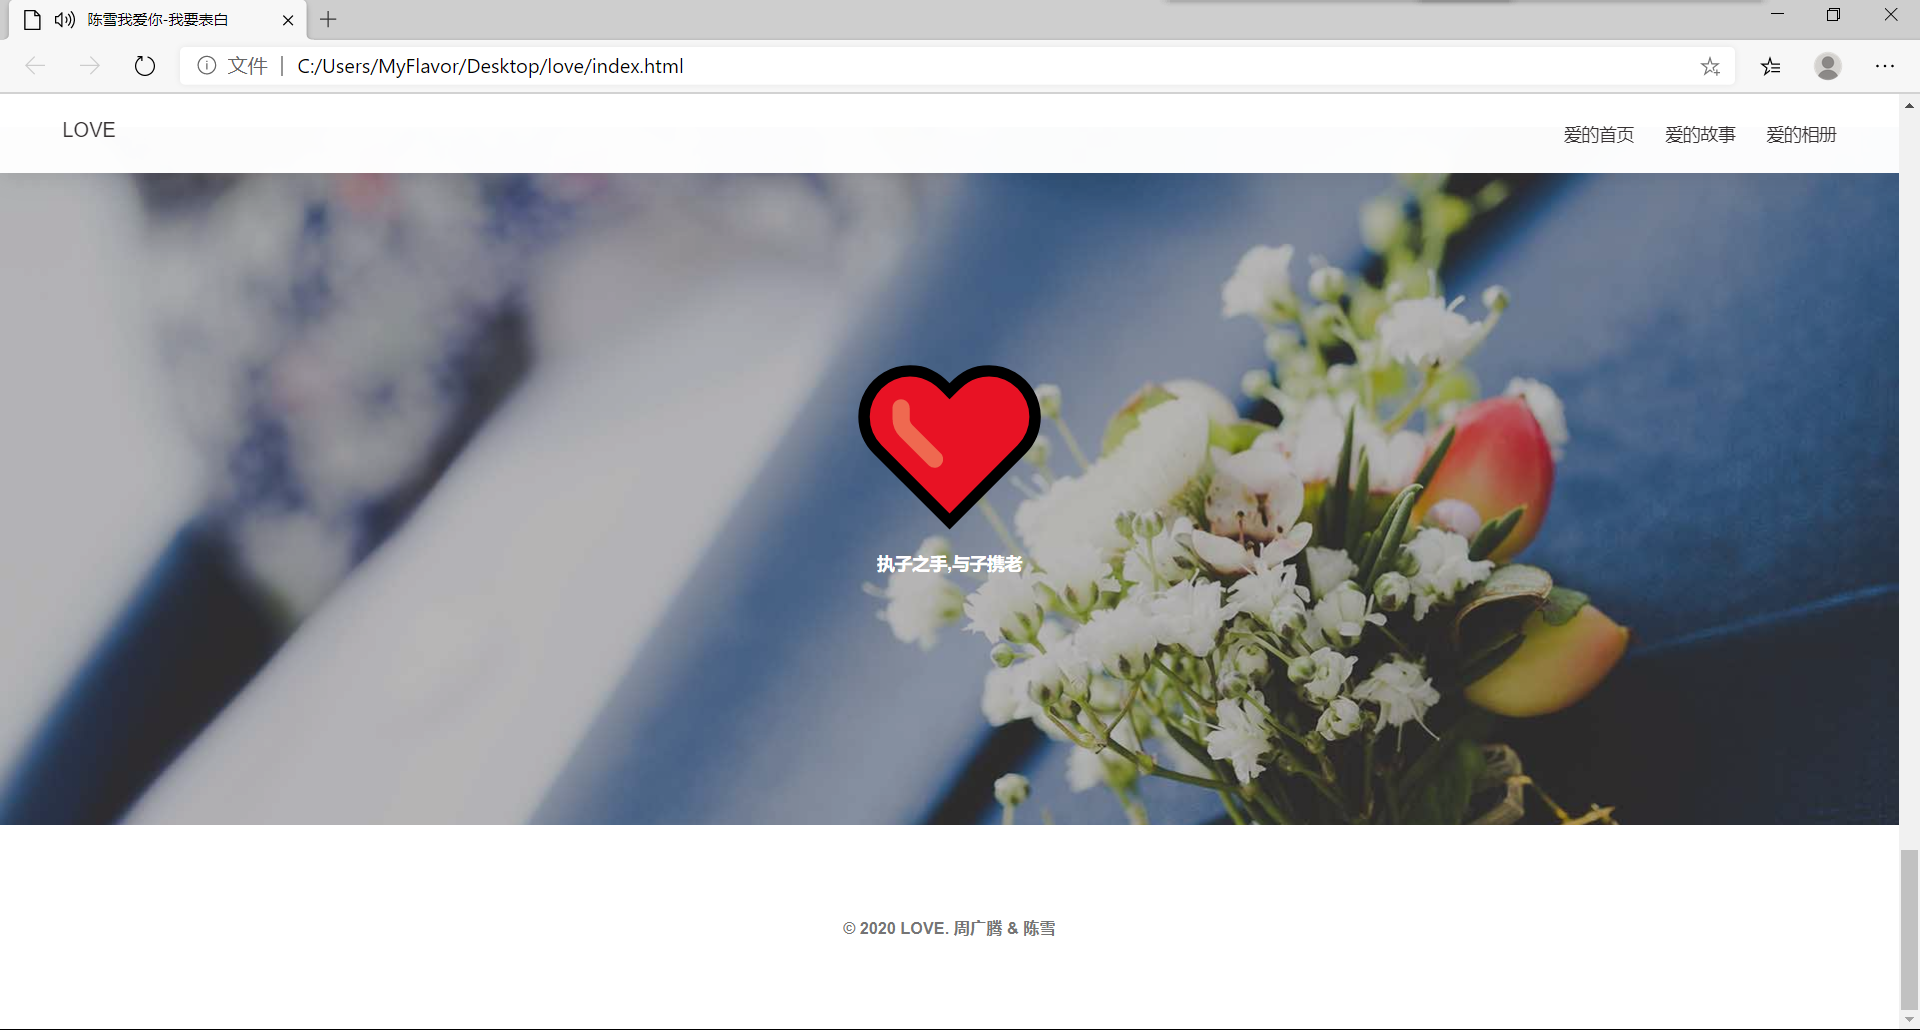 陈雪我爱你-我要表白
文件 | C:/Users/MyFlavor/Desktop/love/index.html
LOVE
爱的首页 爱的故事 爱的相册
执子之手,与子携老
© 2020 LOVE. 周广腾 & 陈雪